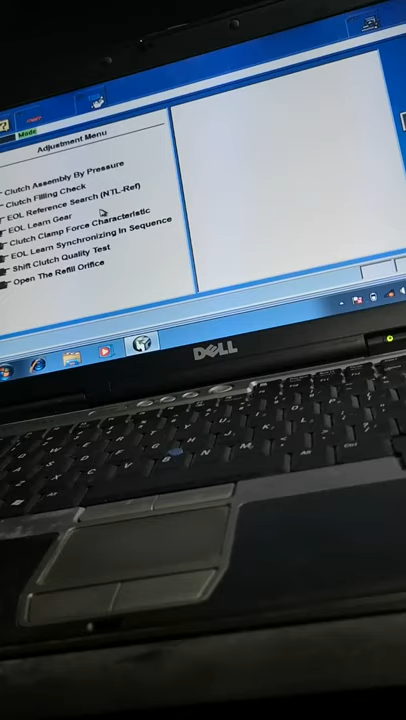 ?
Mode
Adjustment Menu
Clutch Assembly By Pressure
Clutch Filling Check
EOL Reference Search (NTL-Ref)
EOL Learn Gear
Clutch Clamp Force Characteristic
EOL Learn Synchronizing In Sequence
Shift Clutch Quality Test
Open The Refill Orifice
DELL
Q W E R T Y
A S D F G H
Z X C V B N M